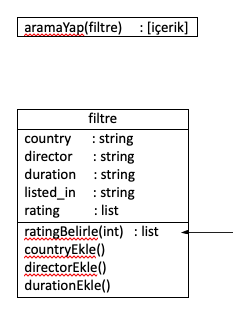 aramaYap(filtre) : [içerik]
filtre
country : string
director : string
duration : string
listed_in : string
rating : list
ratingBelirle(int) : list
countryEkle()
directorEkle()
durationEkle()